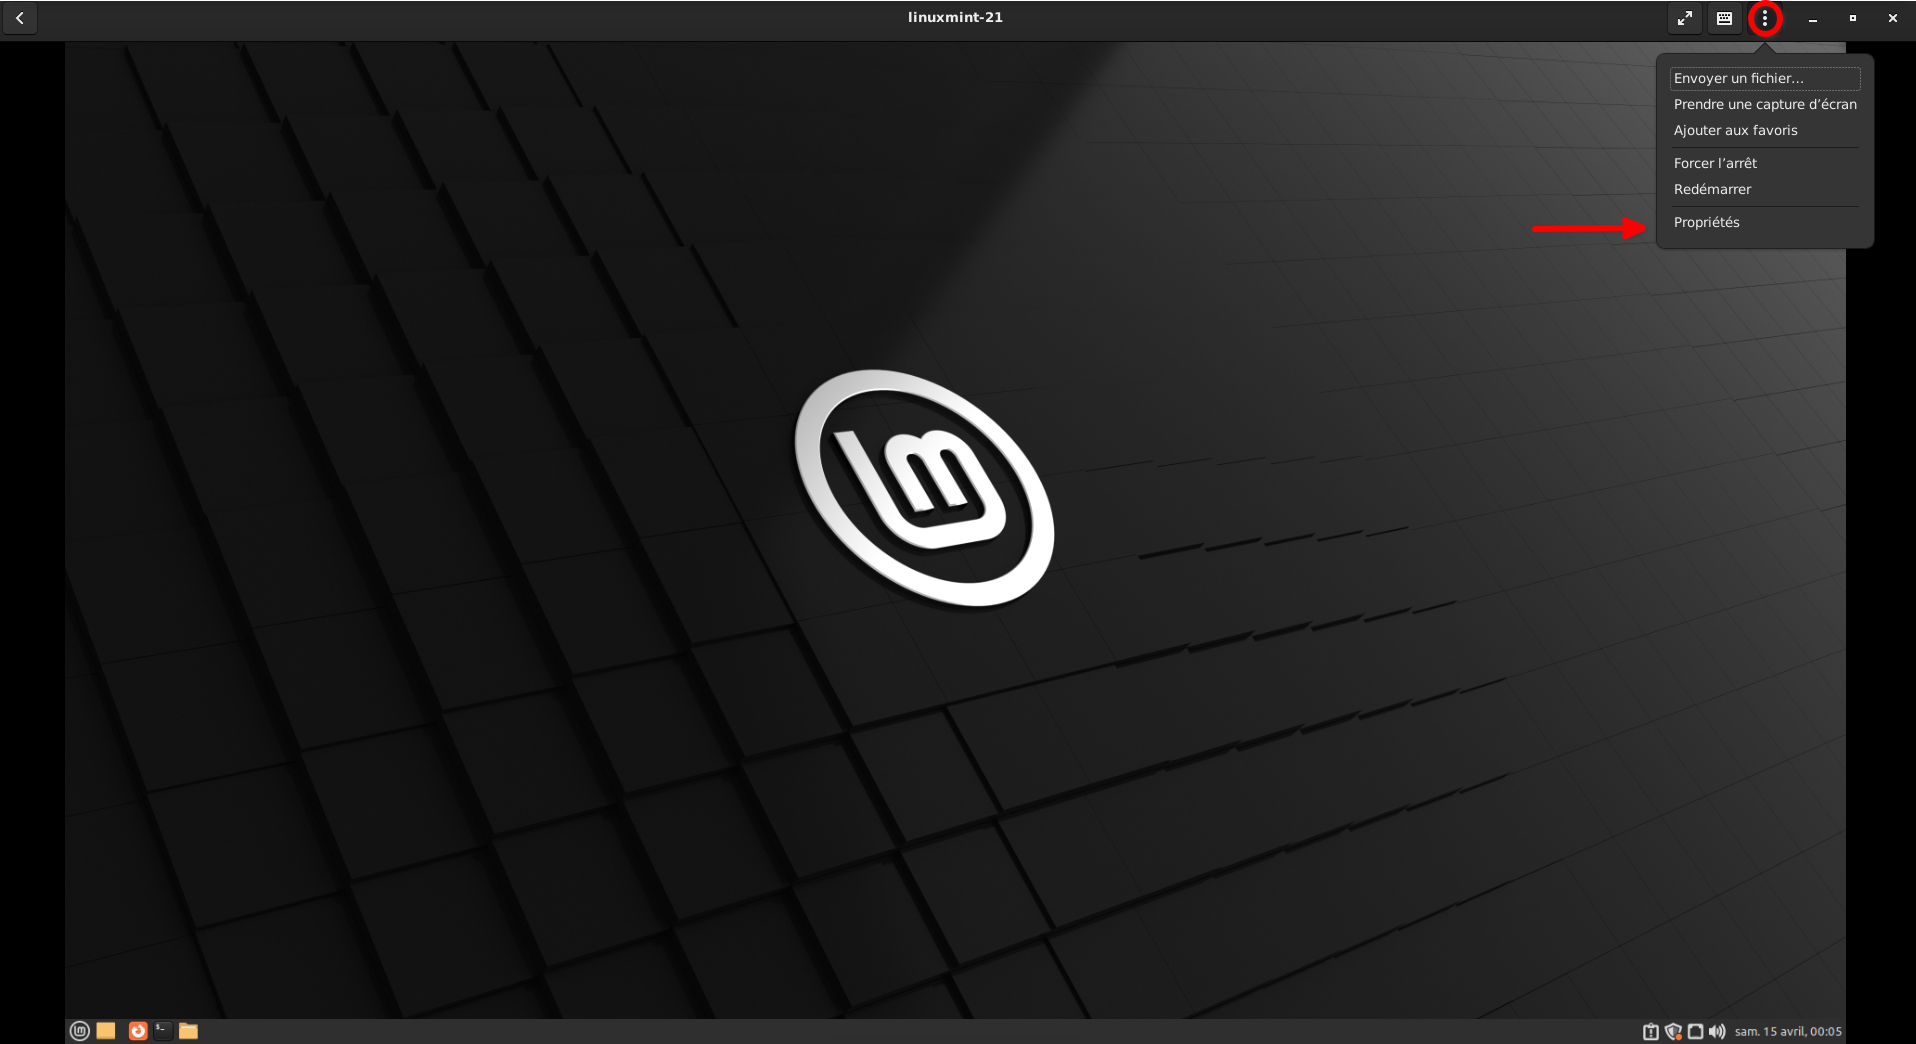 linuxmint-21
Envoyer un fichier…
Prendre une capture d’écran
Ajouter aux favoris
Forcer l’arrêt
Redémarrer
Propriétés
lm
$-
sam. 15 avril, 00:05